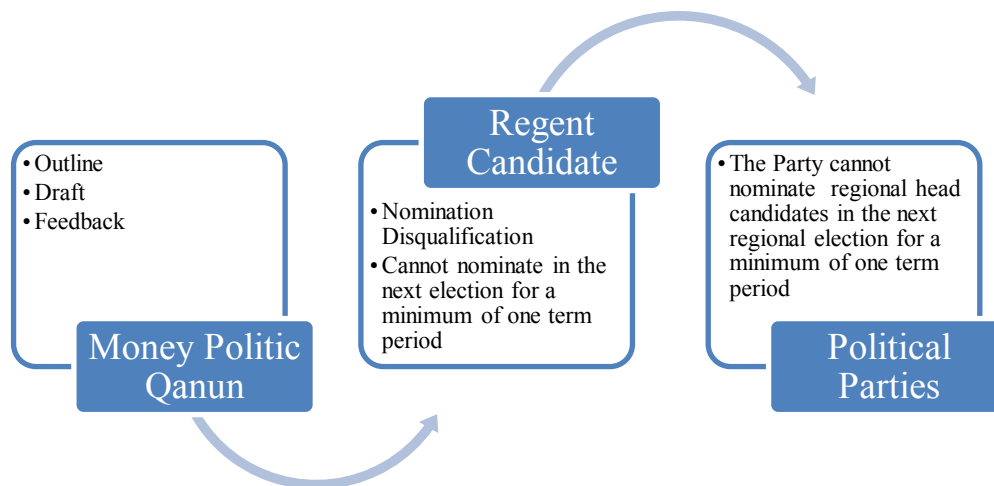 • Outline
• Draft
• Feedback
Money Politic
Qanun
Regent
Candidate
• Nomination
Disqualification
• Cannot nominate in the
next election for a
minimum of one term
period
• The Party cannot
nominate regional head
candidates in the next
regional election for a
minimum of one term
period
Political
Parties